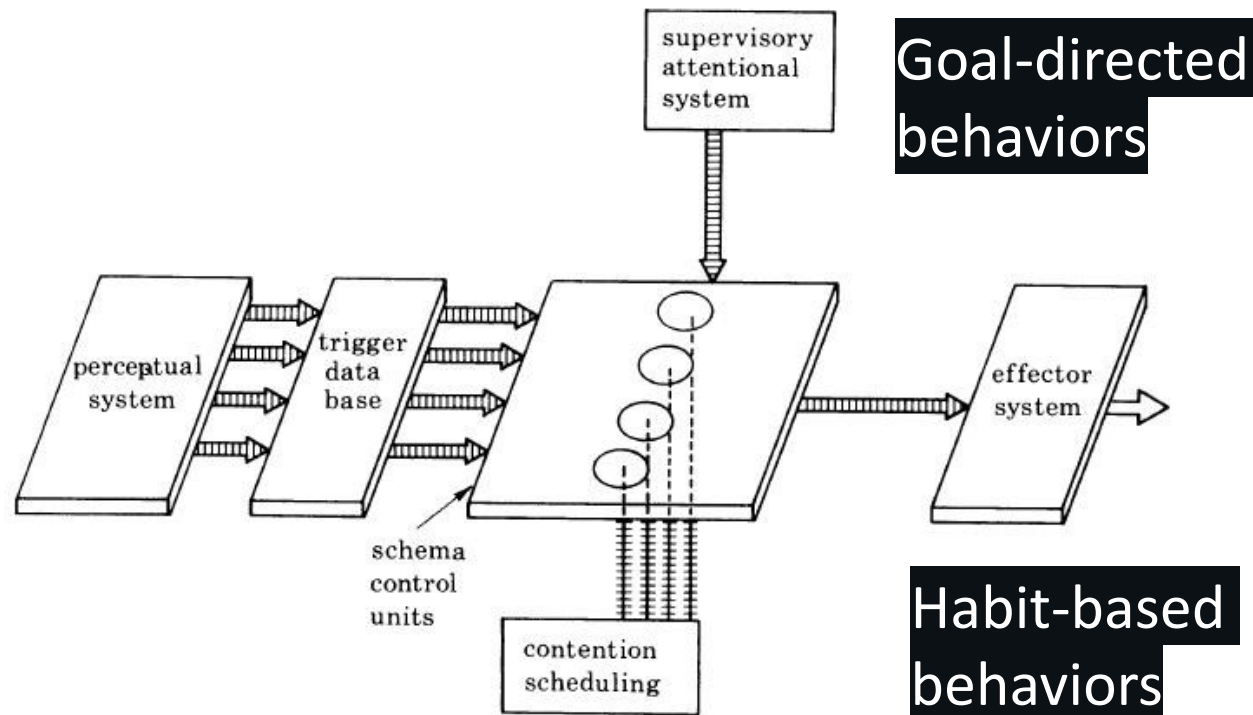 supervisory
attentional
system
Goal-directed
behaviors
perceptual
system
trigger
data
base
effector
system
schema
control
units
contention
scheduling
Habit-based
behaviors